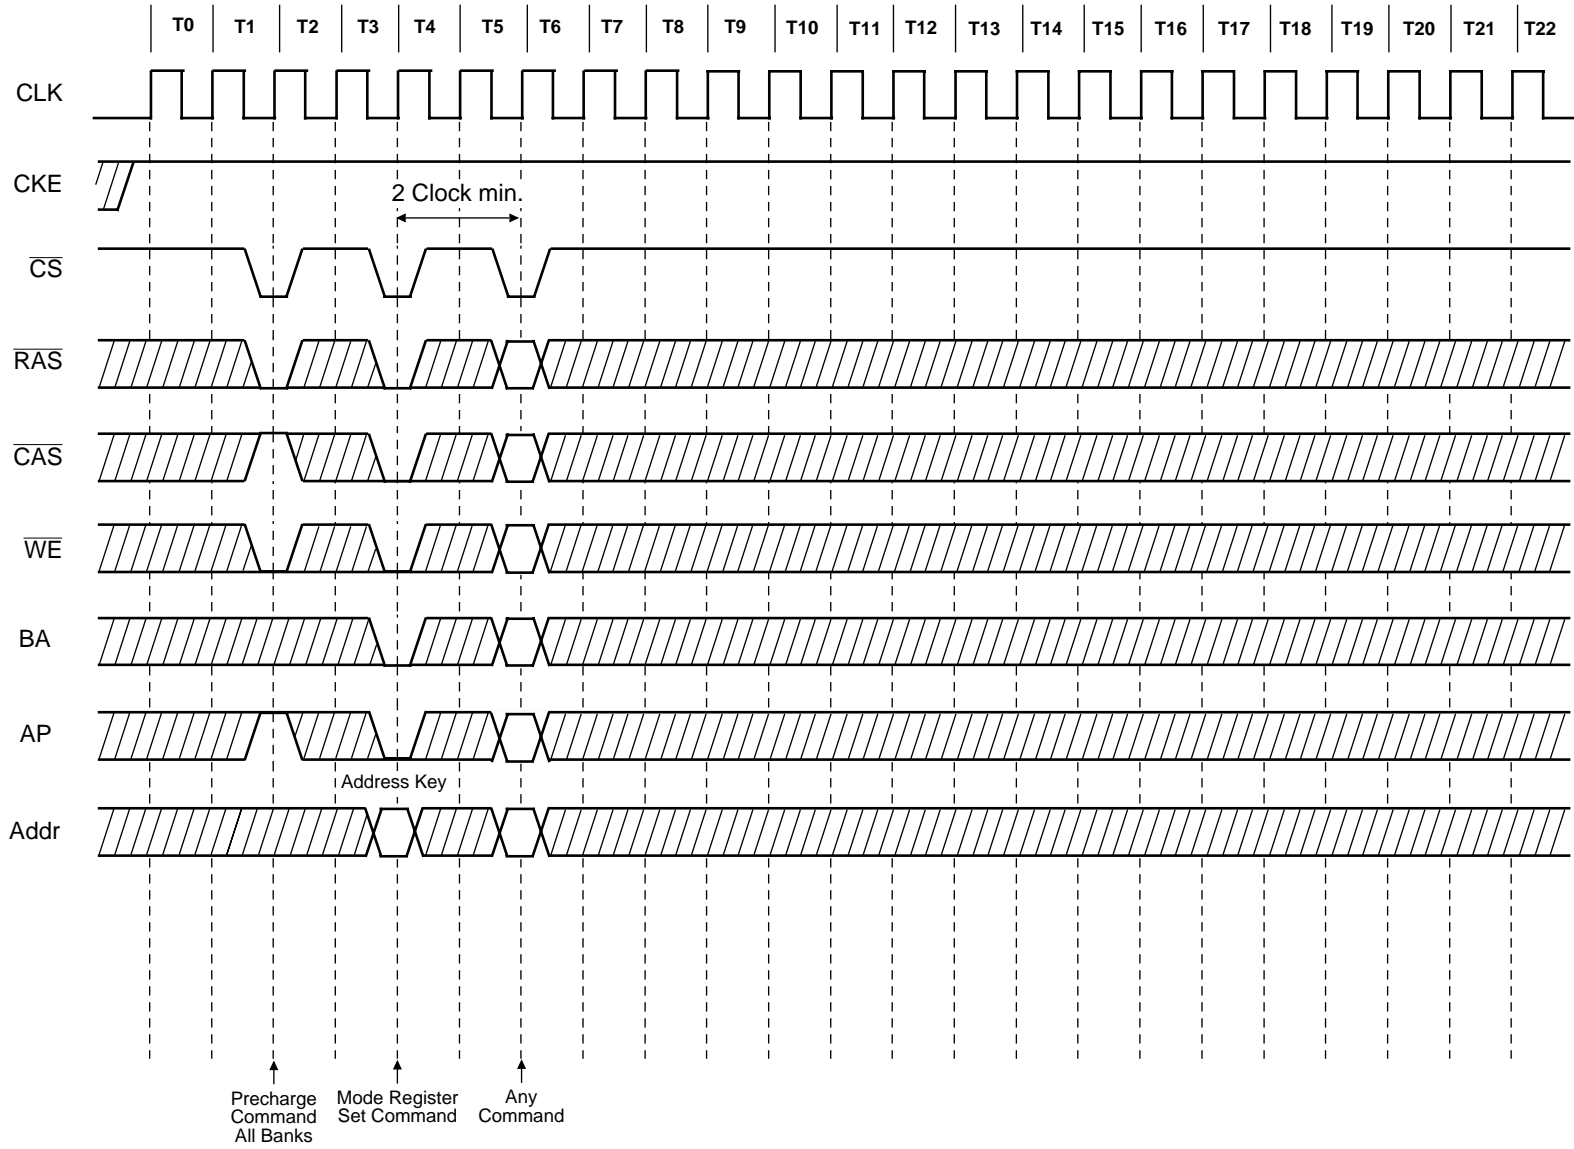 T0 T1 T2 T3 T4 T5 T6 T7 T8 T9 T10 T11 T12 T13 T14 T15 T16 T17 T18 T19 T20 T21 T22
CLK
CKE
2 Clock min.
CS
RAS
CAS
WE
BA
AP
Address Key
Addr
Precharge
Command
All Banks
Mode Register
Set Command
Any
Command